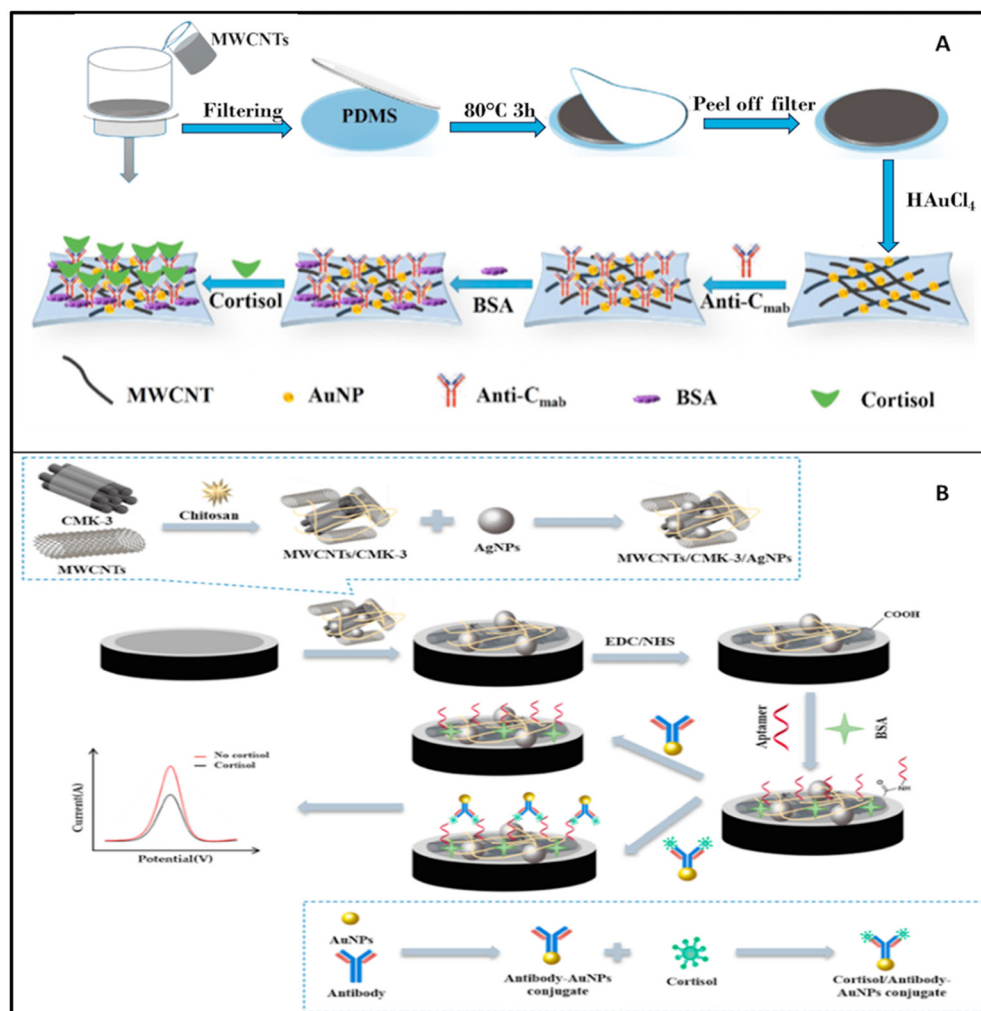 MWCNTs
A
Filtering
PDMS
80°C 3h
Peel off filter
HAuCl₄
Cortisol
BSA
Anti-Cmab
MWCNT
AuNP
Anti-Cmab
BSA
Cortisol
B
CMK-3
MWCNTs
Chitosan
MWCNTs/CMK-3
AgNPs
MWCNTs/CMK-3/AgNPs
EDC/NHS
COOH
Aptamer
BSA
O
NH
No cortisol
Cortisol
Current(A)
Potential(V)
AuNPs
Antibody
Antibody-AuNPs
conjugate
Cortisol
Cortisol/Antibody-
AuNPs conjugate